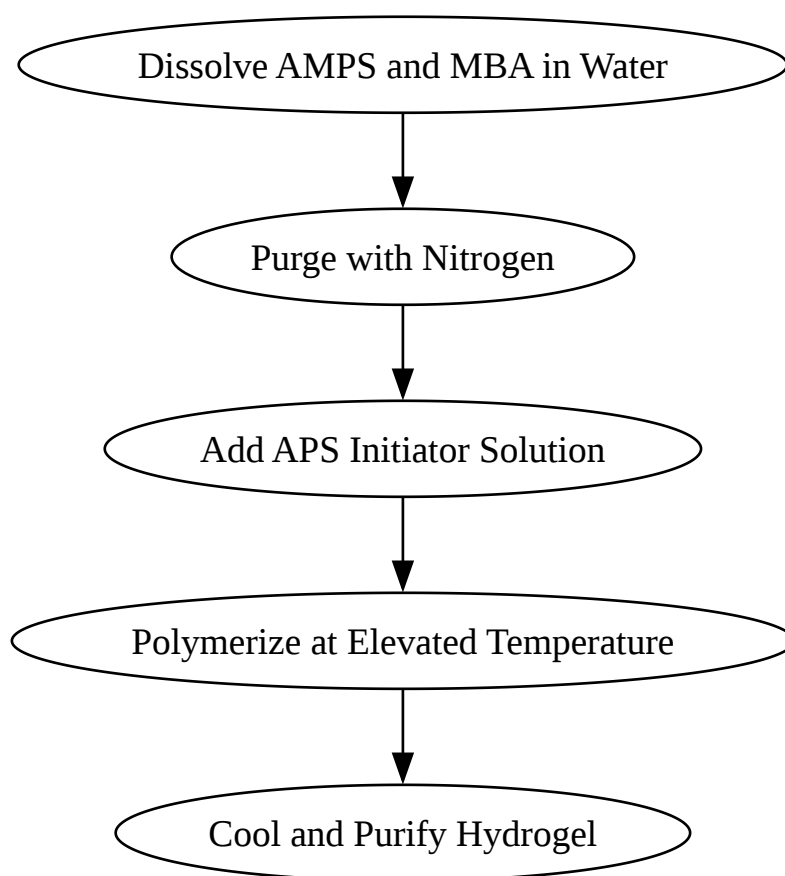 Dissolve AMPS and MBA in Water
Purge with Nitrogen
Add APS Initiator Solution
Polymerize at Elevated Temperature
Cool and Purify Hydrogel